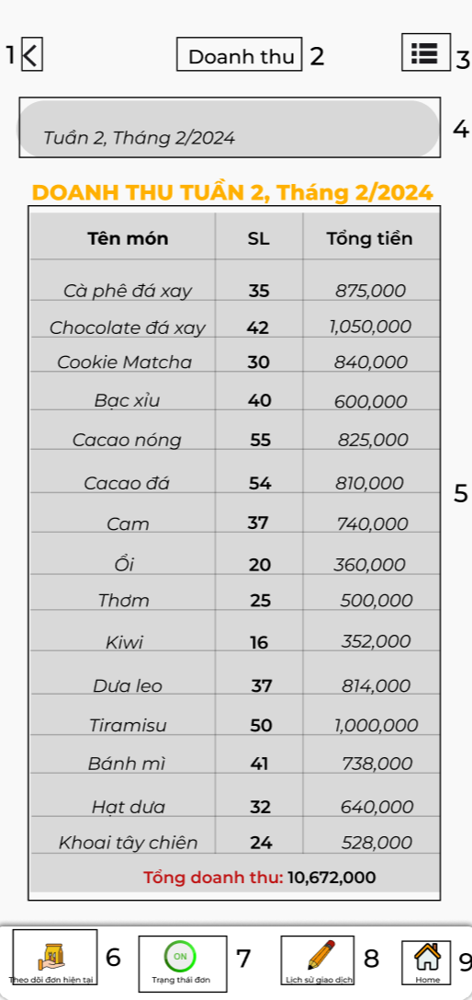 1 Doanh thu 2 3
Tuần 2, Tháng 2/2024 4
DOANH THU TUẦN 2, Tháng 2/2024
Tên món SL Tổng tiền
Cà phê đá xay 35 875,000
Chocolate đá xay 42 1,050,000
Cookie Matcha 30 840,000
Bạc xỉu 40 600,000
Cacao nóng 55 825,000
Cacao đá 54 810,000
5
Cam 37 740,000
Ổi 20 360,000
Thơm 25 500,000
Kiwi 16 352,000
Dưa leo 37 814,000
Tiramisu 50 1,000,000
Bánh mì 41 738,000
Hạt dưa 32 640,000
Khoai tây chiên 24 528,000
Tổng doanh thu: 10,672,000
6 ON 7 8 9
Theo dõi đơn hiện tại Trạng thái đơn Lịch sử giao dịch Home